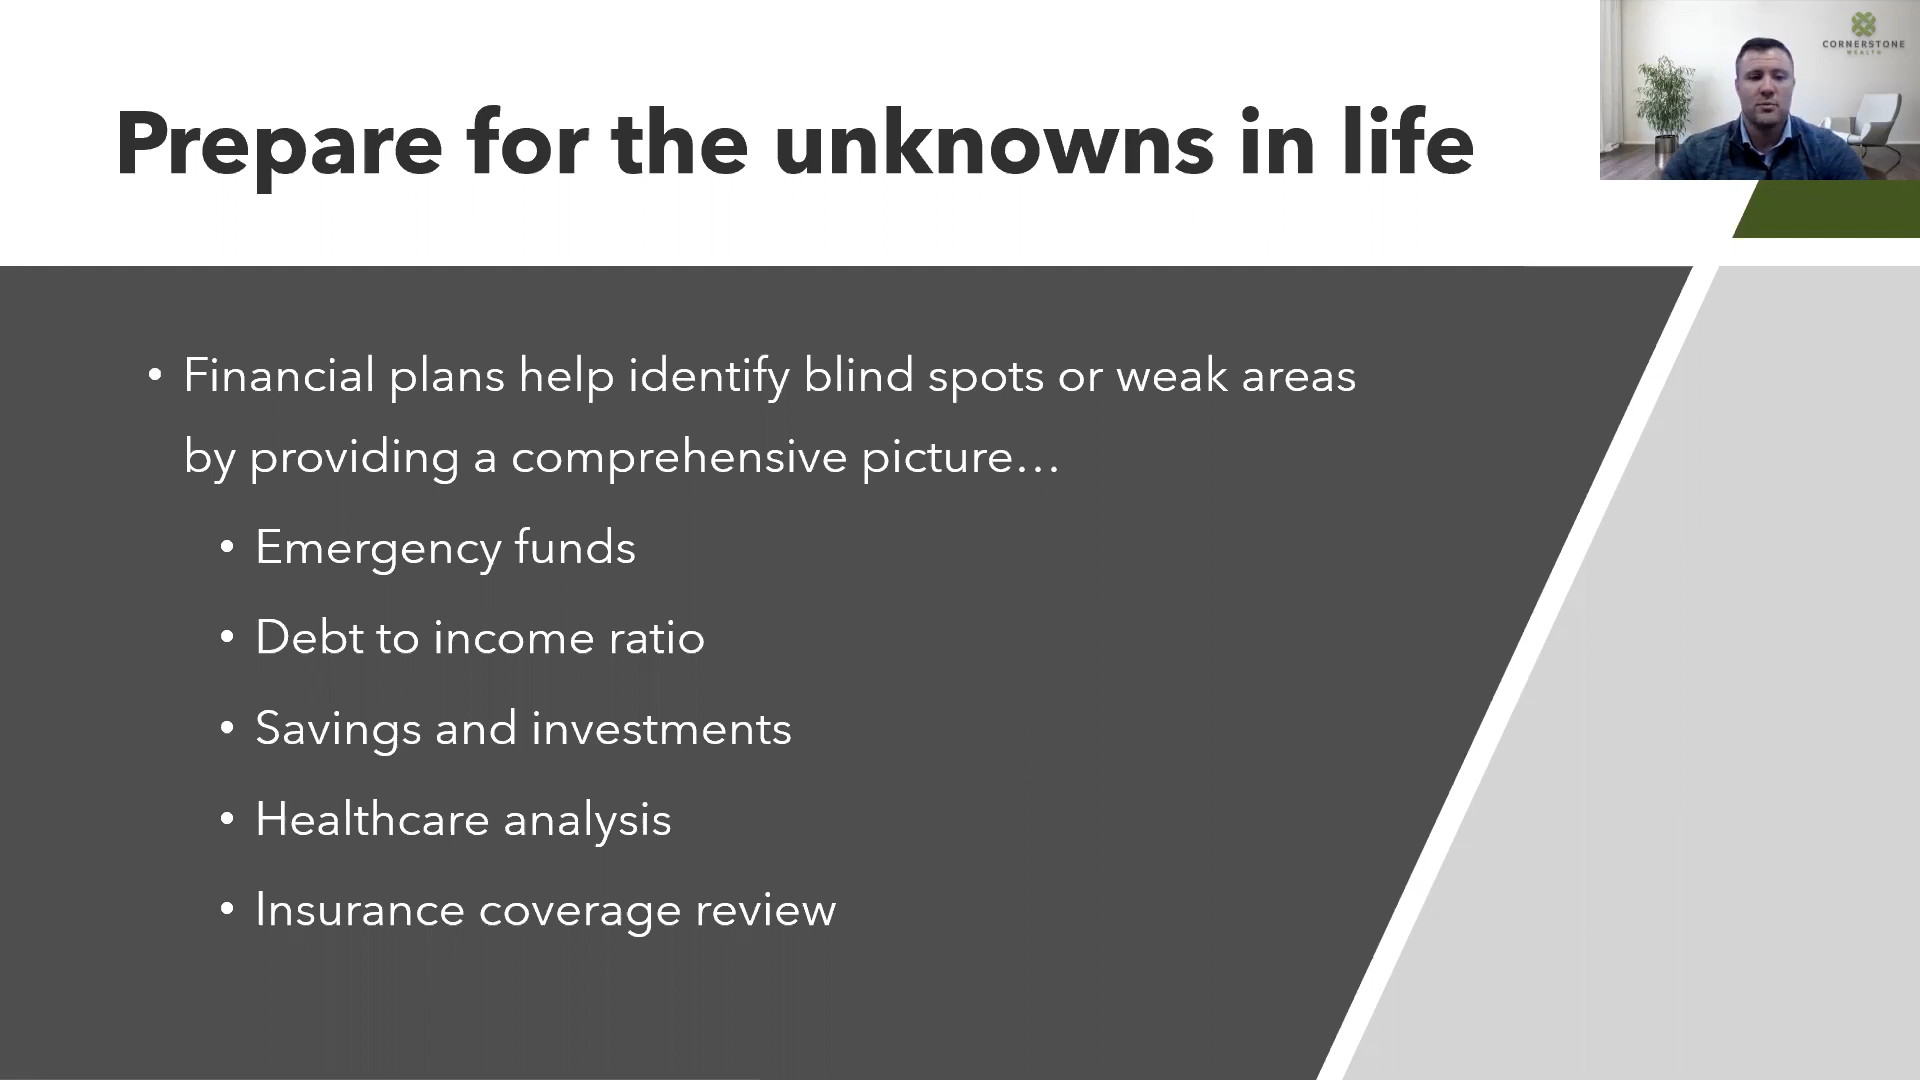 Prepare for the unknowns in life
CORNERSTONE
WEALTH
• Financial plans help identify blind spots or weak areas
by providing a comprehensive picture…
• Emergency funds
• Debt to income ratio
• Savings and investments
• Healthcare analysis
• Insurance coverage review